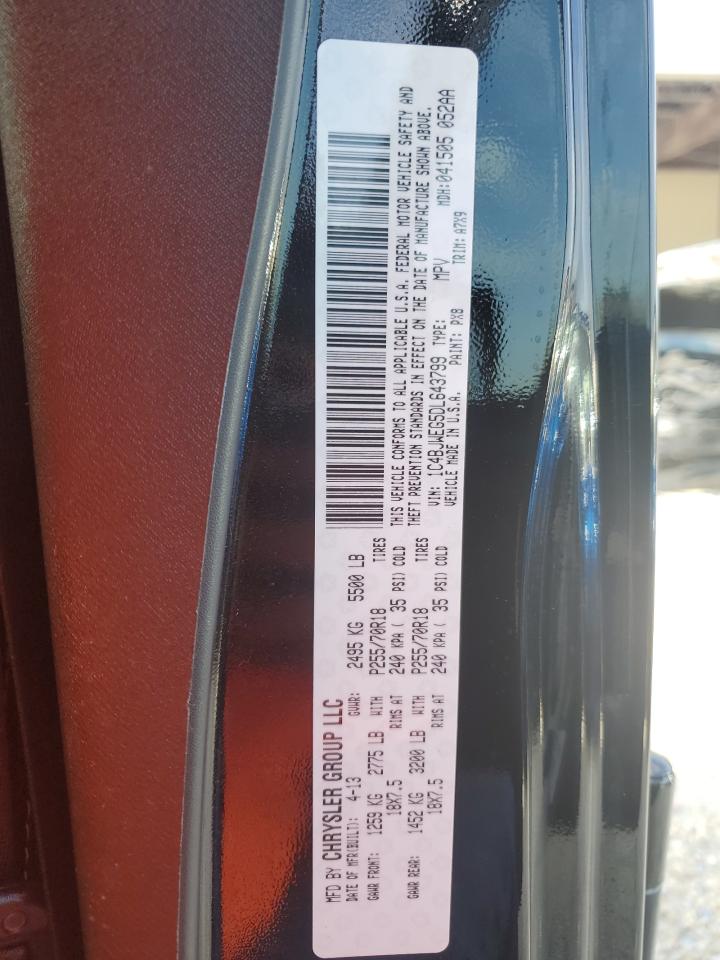 MFD BY CHRYSLER GROUP LLC
DATE OF MFR(BUILT): 4-13 GVWR: 2495 KG 5500 LB
GAWR FRONT: 1259 KG 2775 LB WITH P255/70R18 TIRES
18X7.5 RIMS AT 240 KPA ( 35 PSI) COLD
GAWR REAR: 1452 KG 3200 LB WITH P255/70R18 TIRES
18X7.5 RIMS AT 240 KPA ( 35 PSI) COLD
THIS VEHICLE CONFORMS TO ALL APPLICABLE U.S.A. FEDERAL MOTOR VEHICLE SAFETY AND
THEFT PREVENTION STANDARDS IN EFFECT ON THE DATE OF MANUFACTURE SHOWN ABOVE.
VIN: 1C4BJWEG5DL643799 TYPE: MPV MDH:041505 052AA
VEHICLE MADE IN U.S.A. PAINT: PX8 TRIM: A7X9